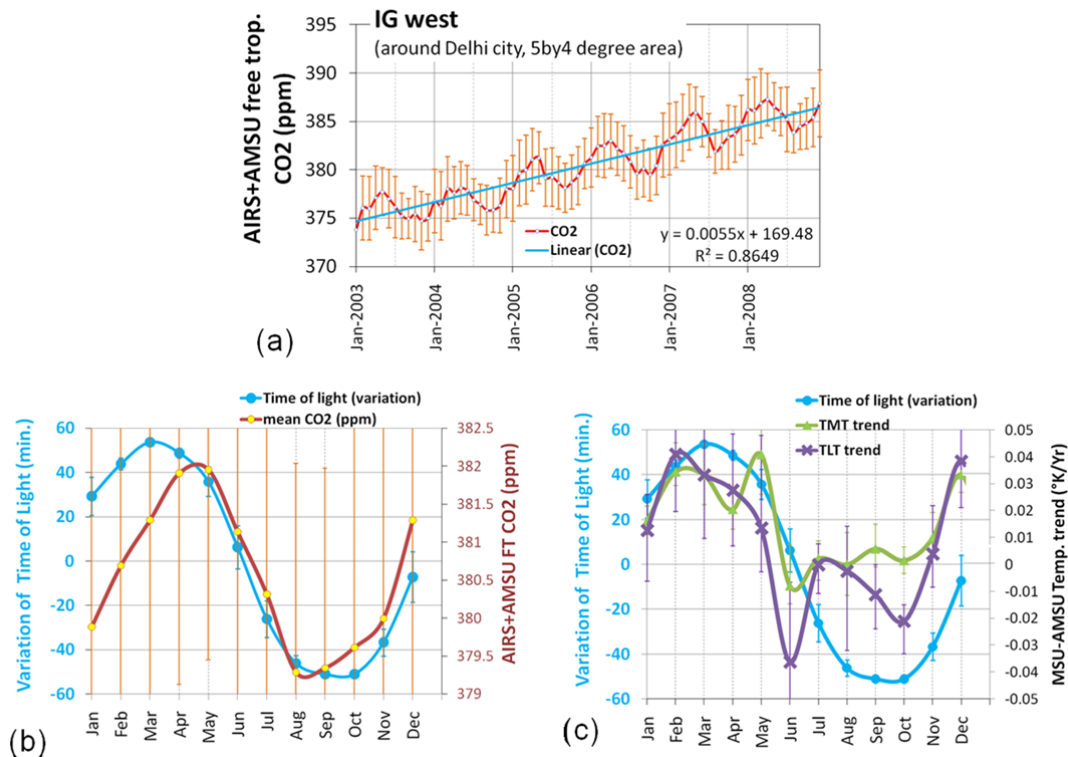 IG west
(around Delhi city, 5by4 degree area)
AIRS+AMSU free trop.
CO2 (ppm)
395
390
385
380
375
370
CO2
Linear (CO2)
y = 0.0055x + 169.48
R² = 0.8649
Jan-2003
Jan-2004
Jan-2005
Jan-2006
Jan-2007
Jan-2008
(a)
Time of light (variation)
mean CO2 (ppm)
Variation of Time of Light (min.)
60
40
20
0
-20
-40
-60
382.5
382
381.5
381
380.5
380
379.5
379
AIRS+AMSU FT CO2 (ppm)
Jan
Feb
Mar
Apr
May
Jun
Jul
Aug
Sep
Oct
Nov
Dec
(b)
Time of light (variation)
TMT trend
TLT trend
Variation of Time of Light (min.)
60
40
20
0
-20
-40
-60
0.05
0.04
0.03
0.02
0.01
0
-0.01
-0.02
-0.03
-0.04
-0.05
MSU-AMSU Temp. trend (°K/Yr)
Jan
Feb
Mar
Apr
May
Jun
Jul
Aug
Sep
Oct
Nov
Dec
(c)